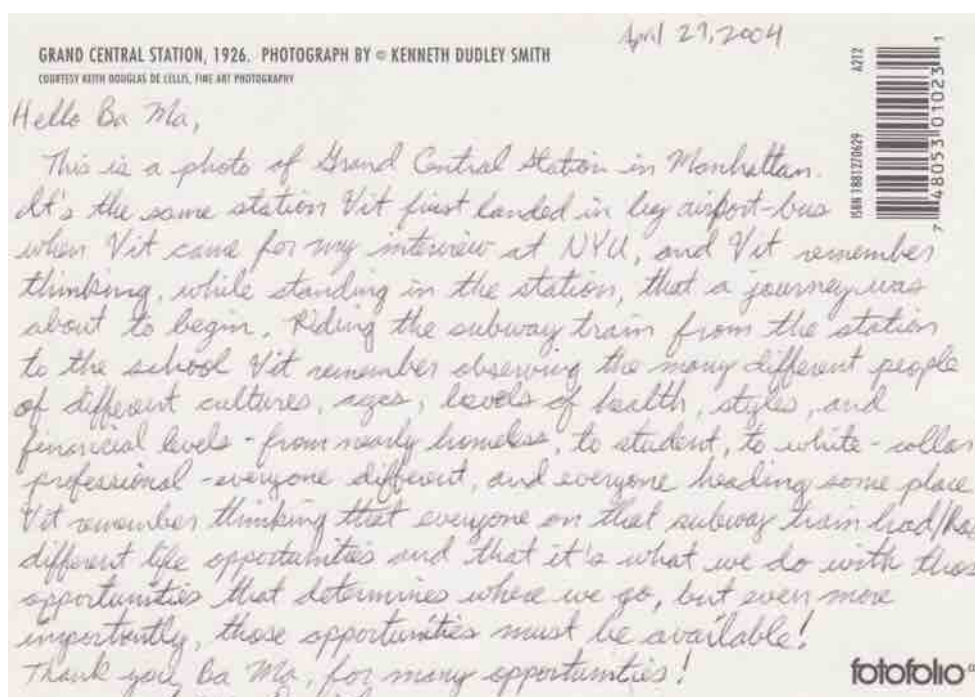 April 29, 2004
GRAND CENTRAL STATION, 1926. PHOTOGRAPH BY © KENNETH DUDLEY SMITH
COURTESY KEITH DOUGLAS DE LELLIS, FINE ART PHOTOGRAPHY
A212
ISBN 1881270629
7 48053 01023 1
Hello Ba Ma,
This is a photo of Grand Central Station in Manhattan.
It's the same station Vit first landed in by airport-bus
when Vit came for my interview at NYU, and Vit remember
thinking, while standing in the station, that a journey was
about to begin. Riding the subway train from the station
to the school Vit remember observing the many different people
of different cultures, ages, levels of health, styles, and
financial levels - from nearly homeless, to student, to white-collar
professional - everyone different, and everyone heading some place
Vit remember thinking that everyone on that subway train had/
different life opportunities and that it's what we do with thos
opportunities that determines where we go, but even more
importantly, those opportunities must be available!
Thank you, Ba Ma, for many opportunities!
fotofolio